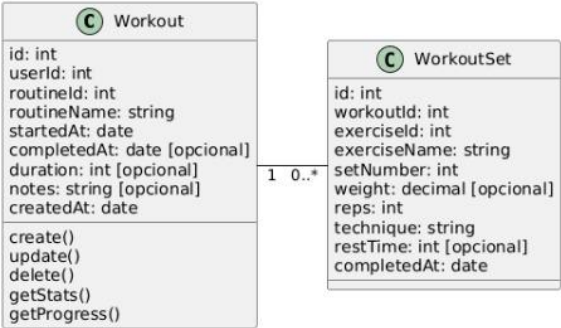 C Workout
id: int
userId: int
routineId: int
routineName: string
startedAt: date
completedAt: date [opcional]
duration: int [opcional]
notes: string [opcional]
createdAt: date
create()
update()
delete()
getStats()
getProgress()
1 0..*
C WorkoutSet
id: int
workoutId: int
exerciseId: int
exerciseName: string
setNumber: int
weight: decimal [opcional]
reps: int
technique: string
restTime: int [opcional]
completedAt: date